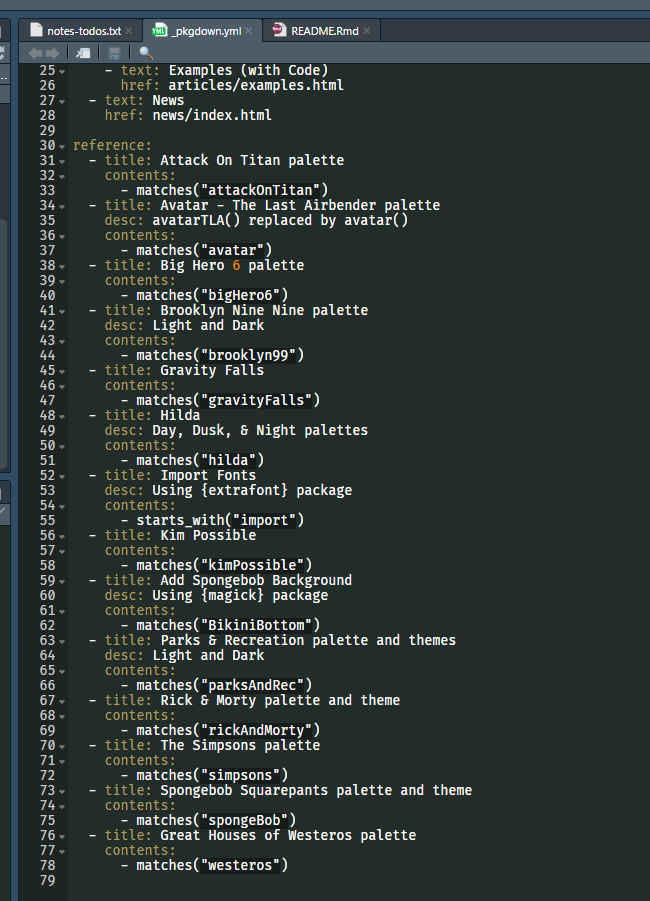 notes-todos.txt
_pkgdown.yml
README.Rmd
25 - text: Examples (with Code)
26 href: articles/examples.html
27 - text: News
28 href: news/index.html
29
30 reference:
31 - title: Attack On Titan palette
32 contents:
33 - matches("attackOnTitan")
34 - title: Avatar - The Last Airbender palette
35 desc: avatarTLA() replaced by avatar()
36 contents:
37 - matches("avatar")
38 - title: Big Hero 6 palette
39 contents:
40 - matches("bigHero6")
41 - title: Brooklyn Nine Nine palette
42 desc: Light and Dark
43 contents:
44 - matches("brooklyn99")
45 - title: Gravity Falls
46 contents:
47 - matches("gravityFalls")
48 - title: Hilda
49 desc: Day, Dusk, & Night palettes
50 contents:
51 - matches("hilda")
52 - title: Import Fonts
53 desc: Using {extrafont} package
54 contents:
55 - starts_with("import")
56 - title: Kim Possible
57 contents:
58 - matches("kimPossible")
59 - title: Add Spongebob Background
60 desc: Using {magick} package
61 contents:
62 - matches("BikiniBottom")
63 - title: Parks & Recreation palette and themes
64 desc: Light and Dark
65 contents:
66 - matches("parksAndRec")
67 - title: Rick & Morty palette and theme
68 contents:
69 - matches("rickAndMorty")
70 - title: The Simpsons palette
71 contents:
72 - matches("simpsons")
73 - title: Spongebob Squarepants palette and theme
74 contents:
75 - matches("spongeBob")
76 - title: Great Houses of Westeros palette
77 contents:
78 - matches("westeros")
79